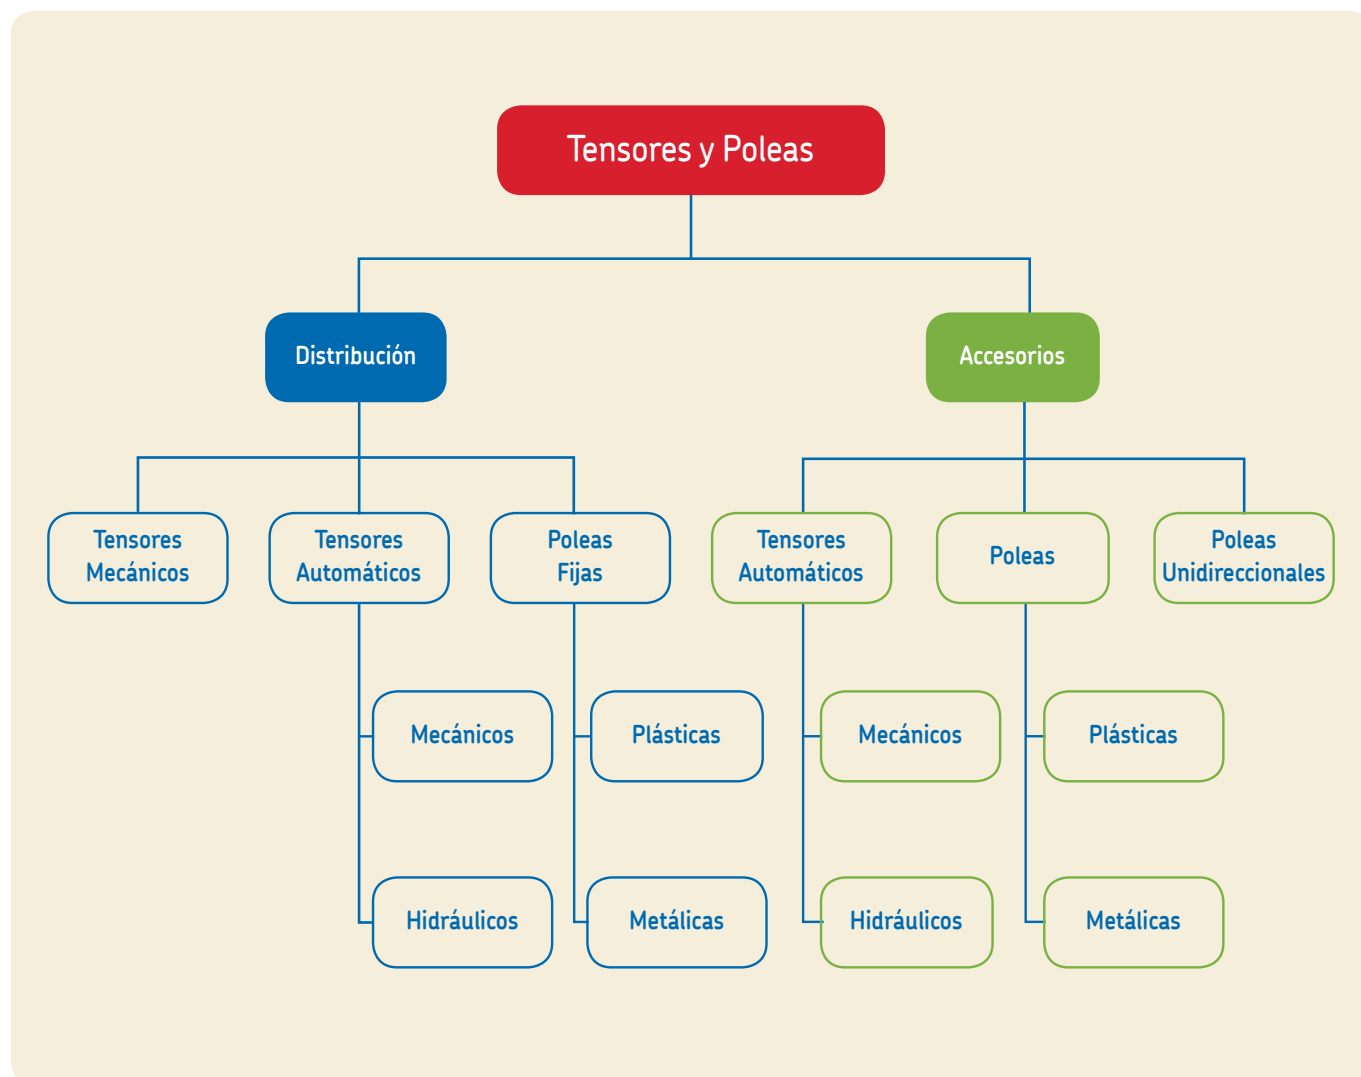 Tensores y Poleas
Distribución
Accesorios
Tensores
Mecánicos
Tensores
Automáticos
Poleas
Fijas
Tensores
Automáticos
Poleas
Poleas
Unidireccionales
Mecánicos
Plásticas
Mecánicos
Plásticas
Hidráulicos
Metálicas
Hidráulicos
Metálicas